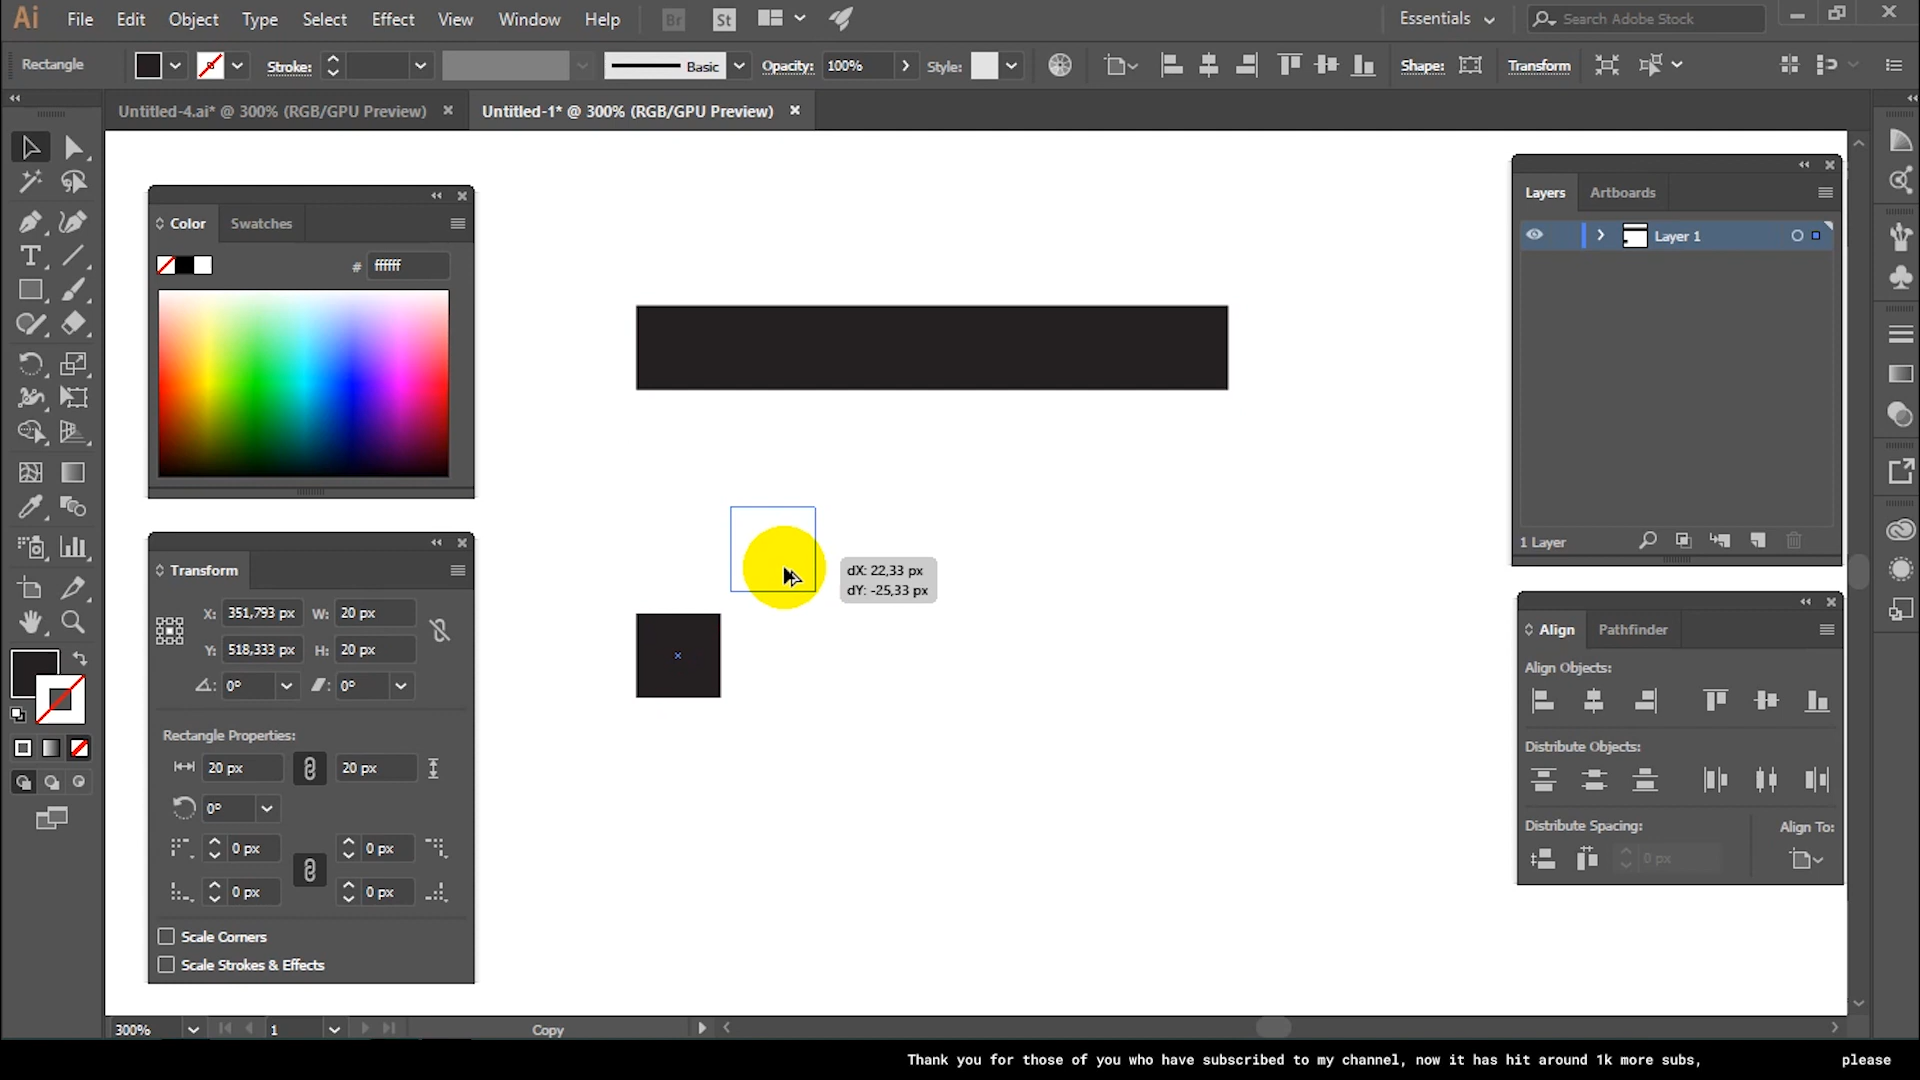 Ai File Edit Object Type Select Effect View Window Help Br St Essentials Search Adobe Stock
Rectangle Stroke: Basic Opacity: 100% Style: Shape: Transform
Untitled-4.ai* @ 300% (RGB/GPU Preview) Untitled-1* @ 300% (RGB/GPU Preview)
Color Swatches
# ffffff
Transform
X: 351,793 px W: 20 px
Y: 518,333 px H: 20 px
0° 0°
Rectangle Properties:
20 px 20 px
0°
0 px 0 px
0 px 0 px
Scale Corners
Scale Strokes & Effects
dX: 22,33 px
dY: -25,33 px
Layers Artboards
Layer 1
1 Layer
Align Pathfinder
Align Objects:
Distribute Objects:
Distribute Spacing: Align To:
0 px
300% 1 Copy
Thank you for those of you who have subscribed to my channel, now it has hit around 1k more subs, please